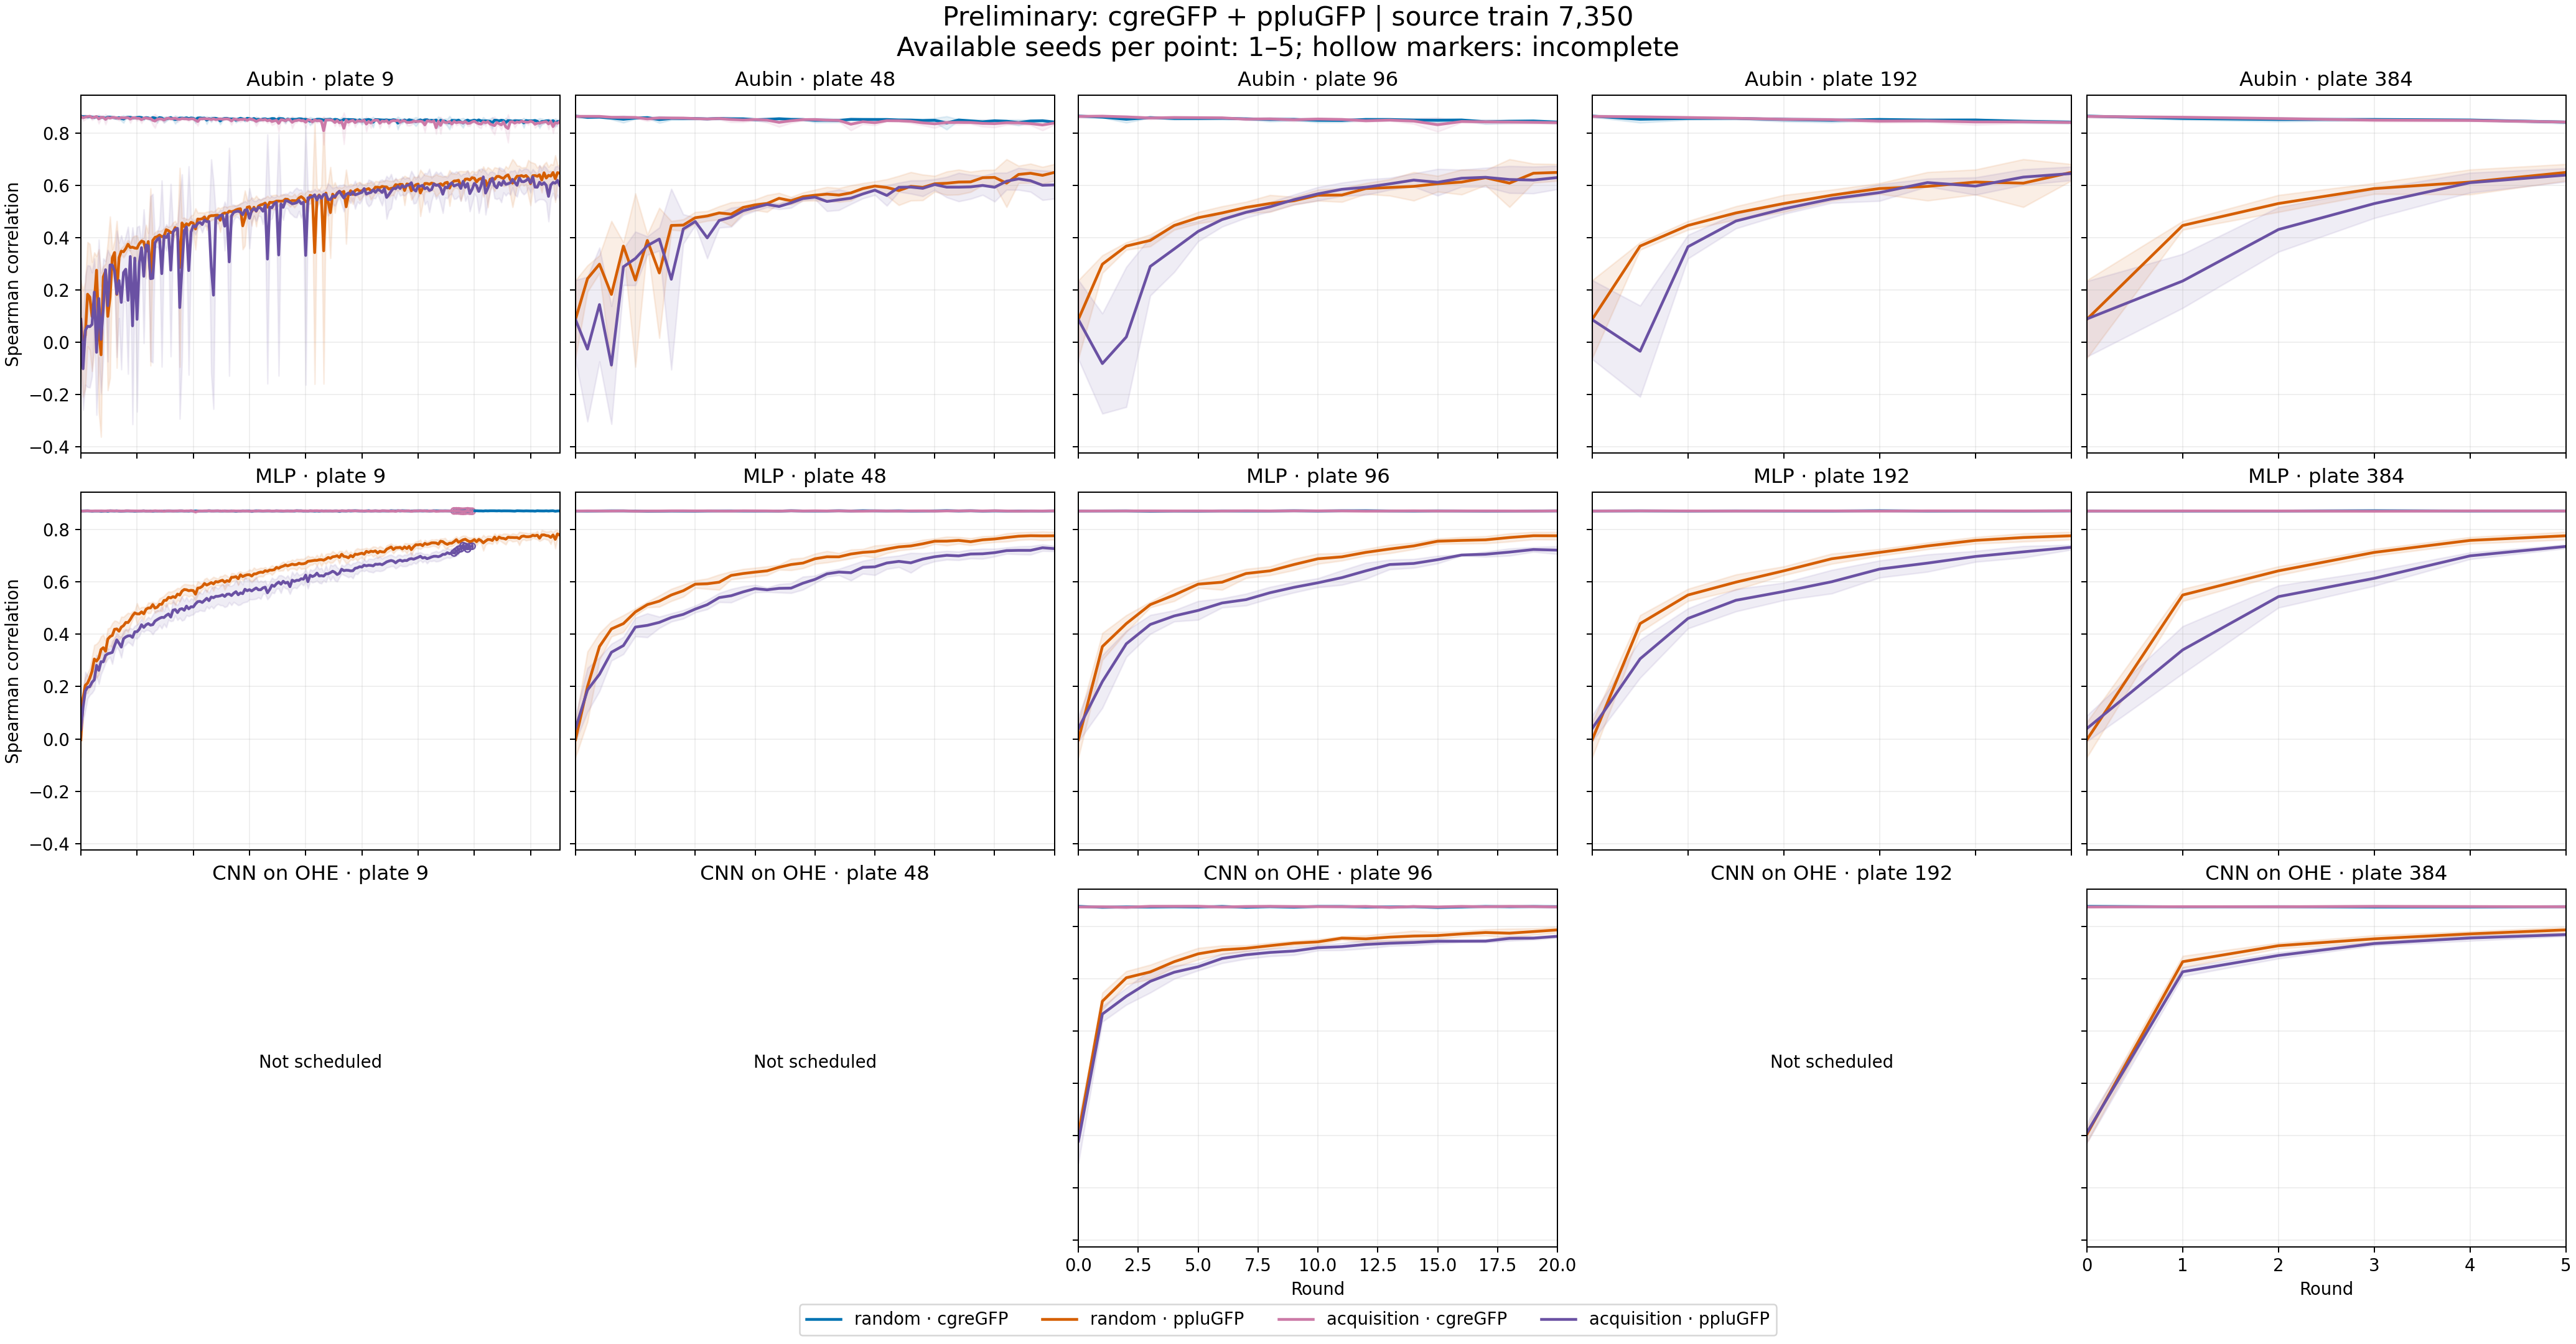 Preliminary: cgreGFP + ppluGFP | source train 7,350
Available seeds per point: 1–5; hollow markers: incomplete
Aubin · plate 9
Aubin · plate 48
Aubin · plate 96
Aubin · plate 192
Aubin · plate 384
Spearman correlation
0.8
0.6
0.4
0.2
0.0
−0.2
−0.4
MLP · plate 9
MLP · plate 48
MLP · plate 96
MLP · plate 192
MLP · plate 384
Spearman correlation
0.8
0.6
0.4
0.2
0.0
−0.2
−0.4
CNN on OHE · plate 9
CNN on OHE · plate 48
CNN on OHE · plate 96
CNN on OHE · plate 192
CNN on OHE · plate 384
Not scheduled
Not scheduled
Not scheduled
0.0 2.5 5.0 7.5 10.0 12.5 15.0 17.5 20.0
Round
0 1 2 3 4 5
Round
random · cgreGFP
random · ppluGFP
acquisition · cgreGFP
acquisition · ppluGFP